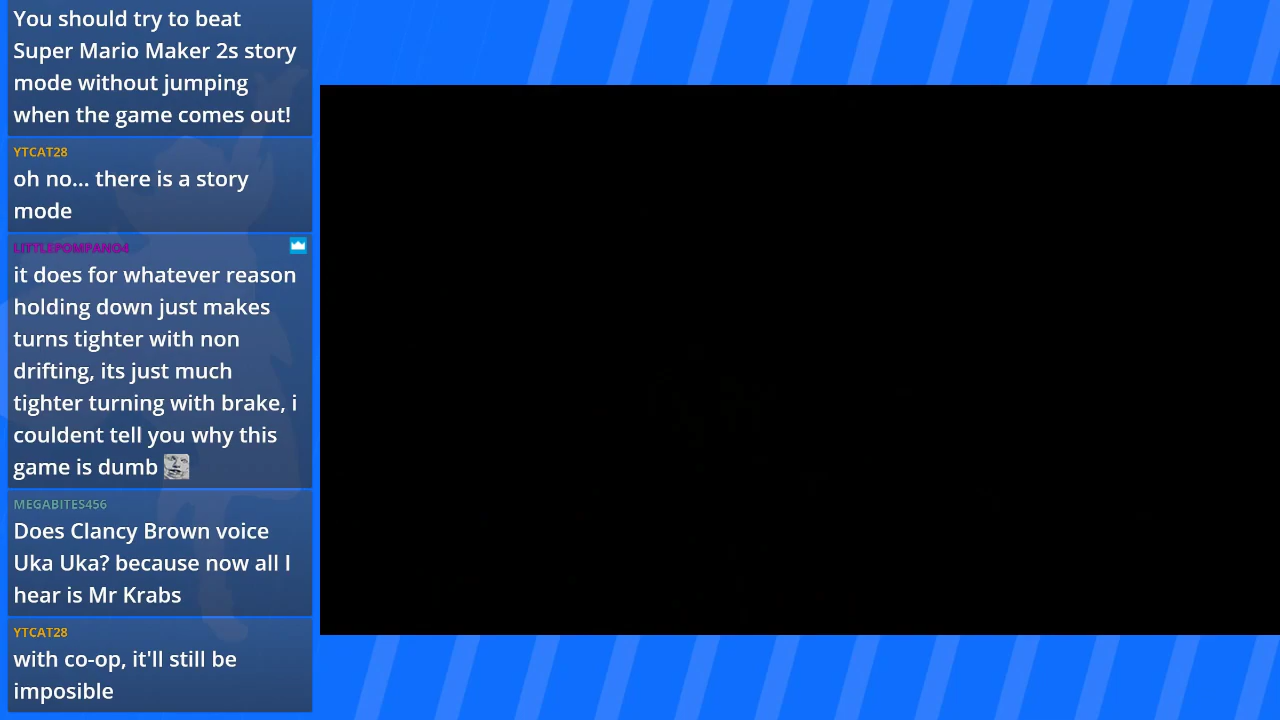 You should try to beat
Super Mario Maker 2s story
mode without jumping
when the game comes out!
YTCAT28
oh no... there is a story
mode
LITTLEPOMPANO4
it does for whatever reason
holding down just makes
turns tighter with non
drifting, its just much
tighter turning with brake, i
couldent tell you why this
game is dumb
MEGABITES456
Does Clancy Brown voice
Uka Uka? because now all I
hear is Mr Krabs
YTCAT28
with co-op, it'll still be
imposible